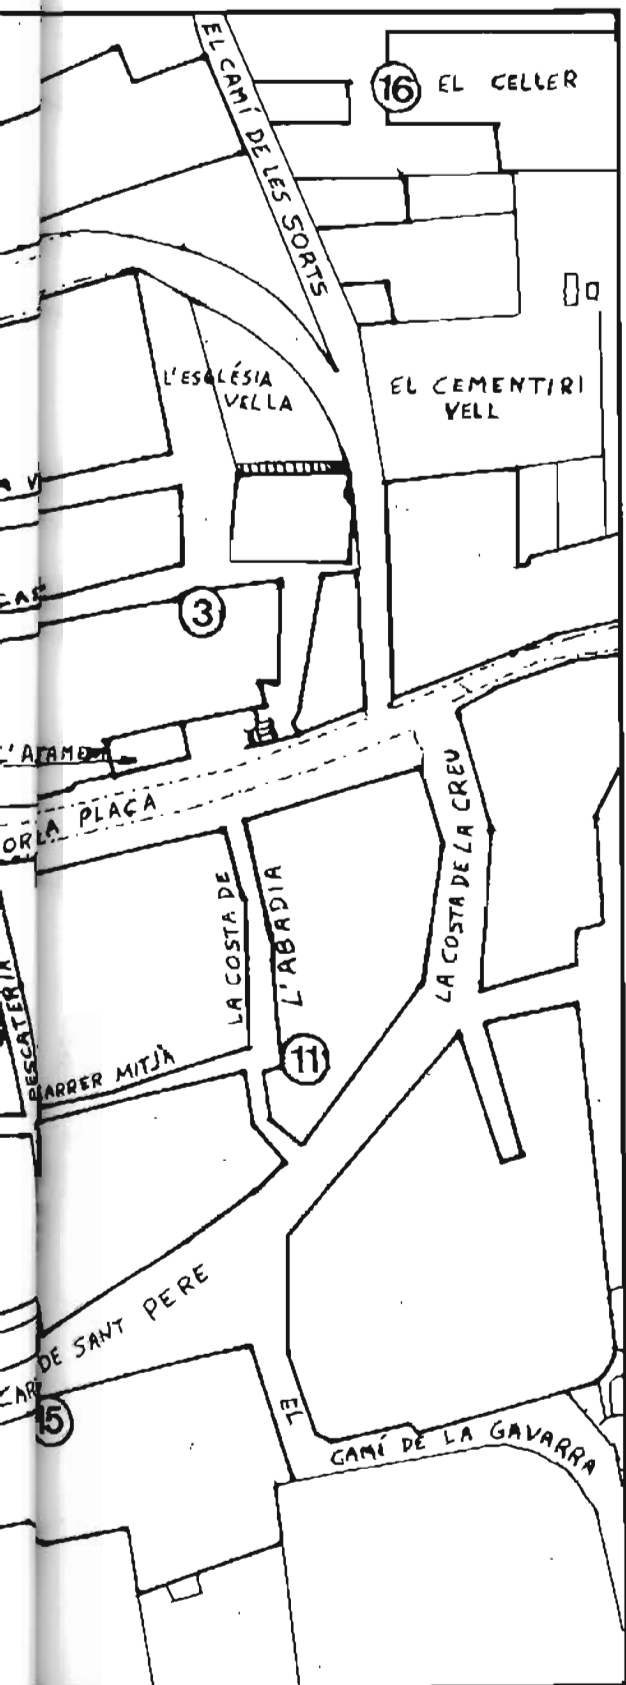 EL CAMÍ DE LES SORTS
16
EL CELLER
L'ESGLÉSIA
VELLA
EL CEMENTIRI
VELL
3
LA PLAÇA
LA COSTA DE
L'ABADIA
LA COSTA DE LA CREU
PESCATERIA
CARRER MITJÀ
11
DE SANT PERE
15
EL
CAMÍ DE LA GAVARRA